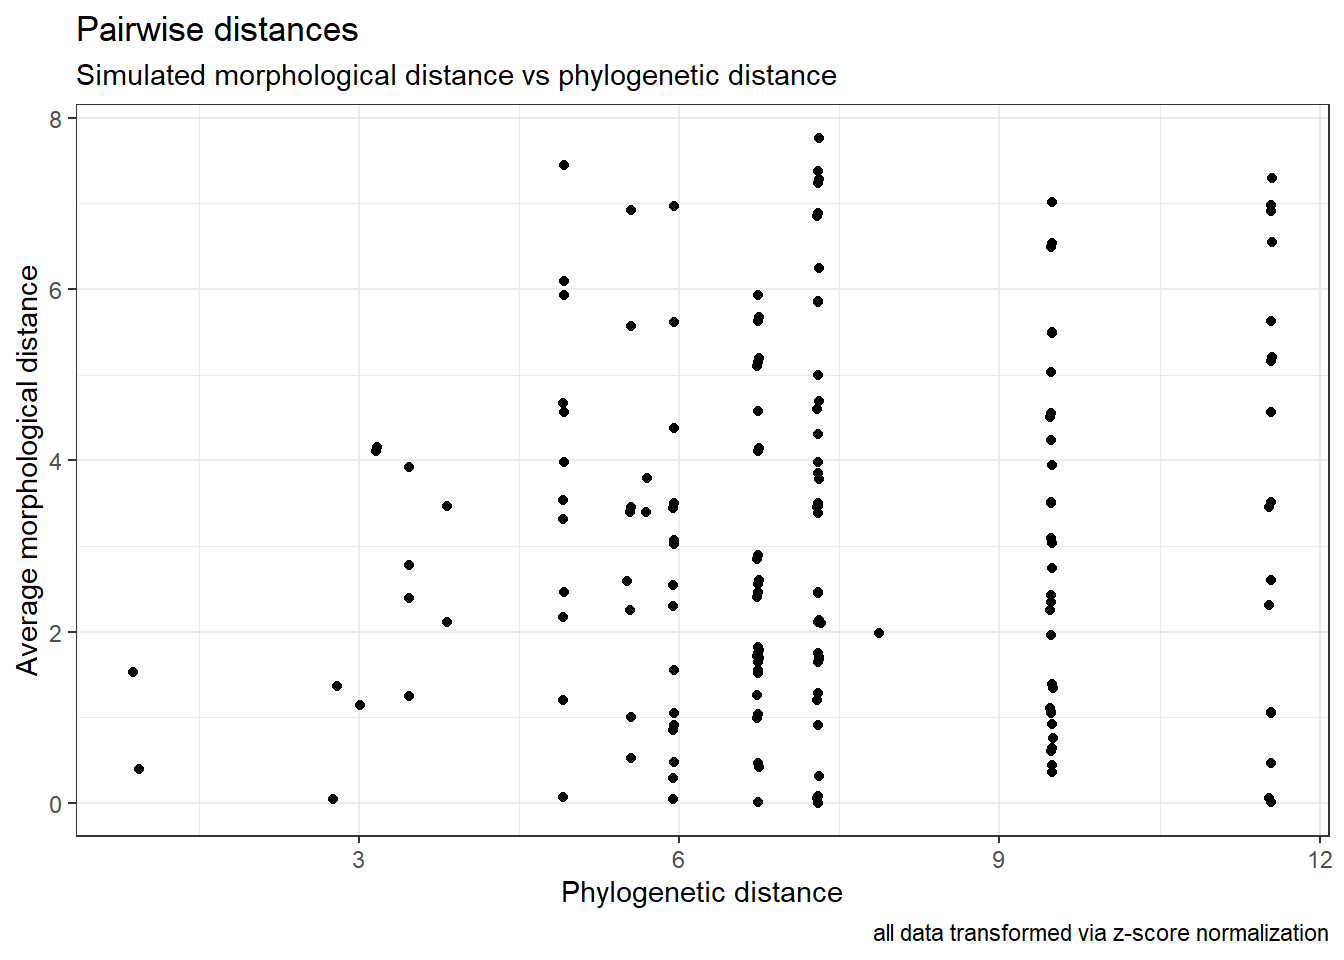 Pairwise distances
Simulated morphological distance vs phylogenetic distance
Average morphological distance
8
6
4
2
0
3
6
9
12
Phylogenetic distance
all data transformed via z-score normalization